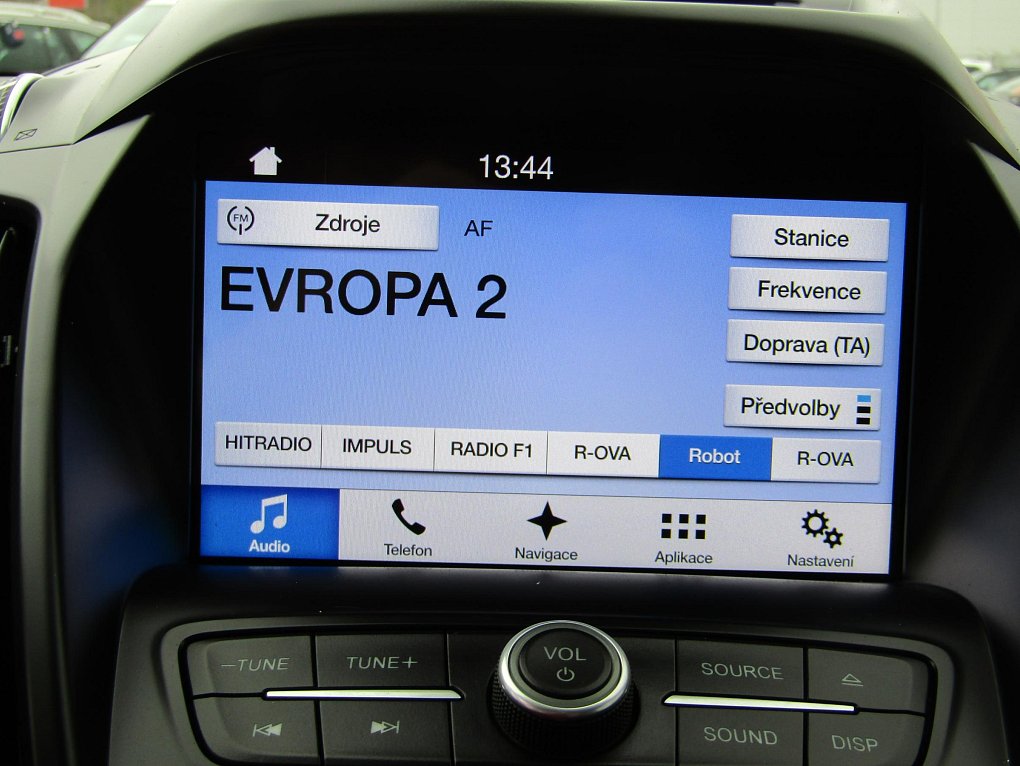 13:44
FM Zdroje AF
EVROPA 2
Stanice
Frekvence
Doprava (TA)
Předvolby
HITRADIO IMPULS RADIO F1 R-OVA Robot R-OVA
Audio Telefon Navigace Aplikace Nastavení
–TUNE TUNE+ VOL SOURCE
SOUND DISP